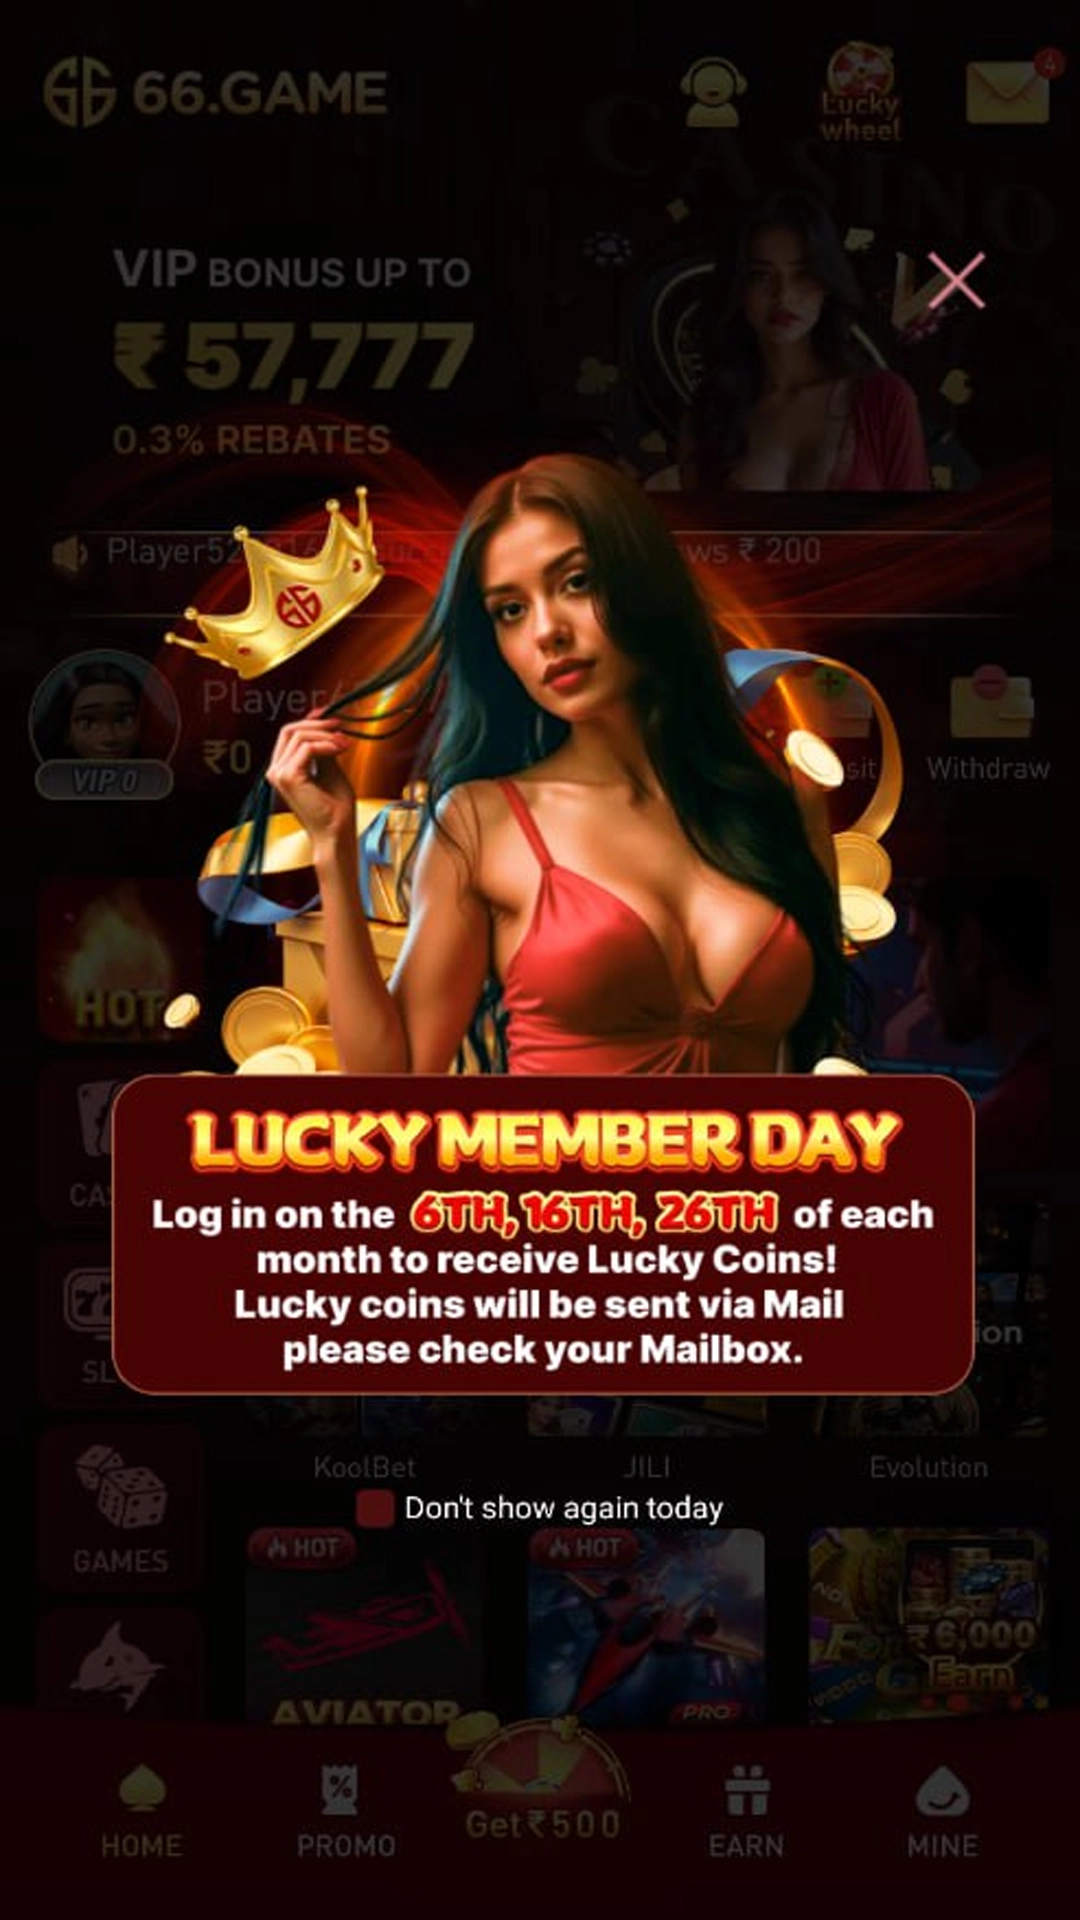 66.GAME
Lucky
wheel
4
CASINO
VIP BONUS UP TO
₹ 57,777
0.3% REBATES
₹ 200
VIP 0
₹0
Withdraw
HOT
LUCKY MEMBER DAY
Log in on the 6TH, 16TH, 26TH of each
month to receive Lucky Coins!
Lucky coins will be sent via Mail
please check your Mailbox.
KoolBet
JILI
Evolution
Don't show again today
GAMES
HOT
HOT
₹6,000
Earn
AVIATOR
PRO
HOME
PROMO
Get₹500
EARN
MINE